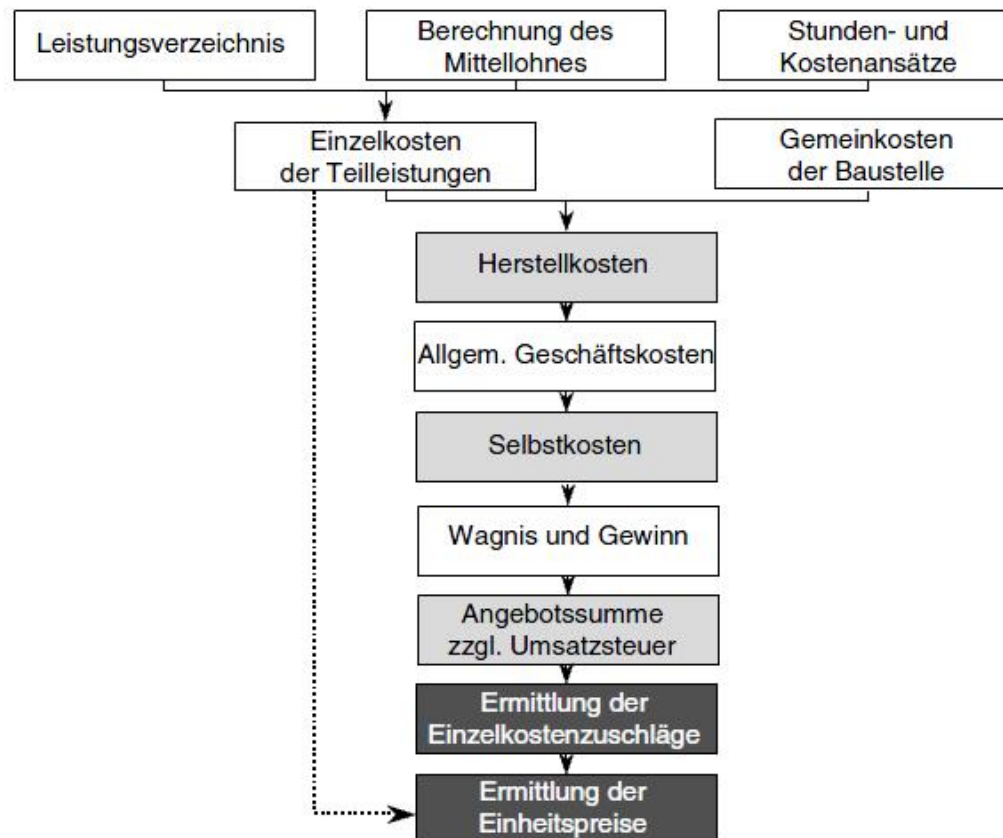 Leistungsverzeichnis
Berechnung des
Mittellohnes
Stunden- und
Kostenansätze
Einzelkosten
der Teilleistungen
Gemeinkosten
der Baustelle
Herstellkosten
Allgem. Geschäftskosten
Selbstkosten
Wagnis und Gewinn
Angebotssumme
zzgl. Umsatzsteuer
Ermittlung der
Einzelkostenzuschläge
Ermittlung der
Einheitspreise